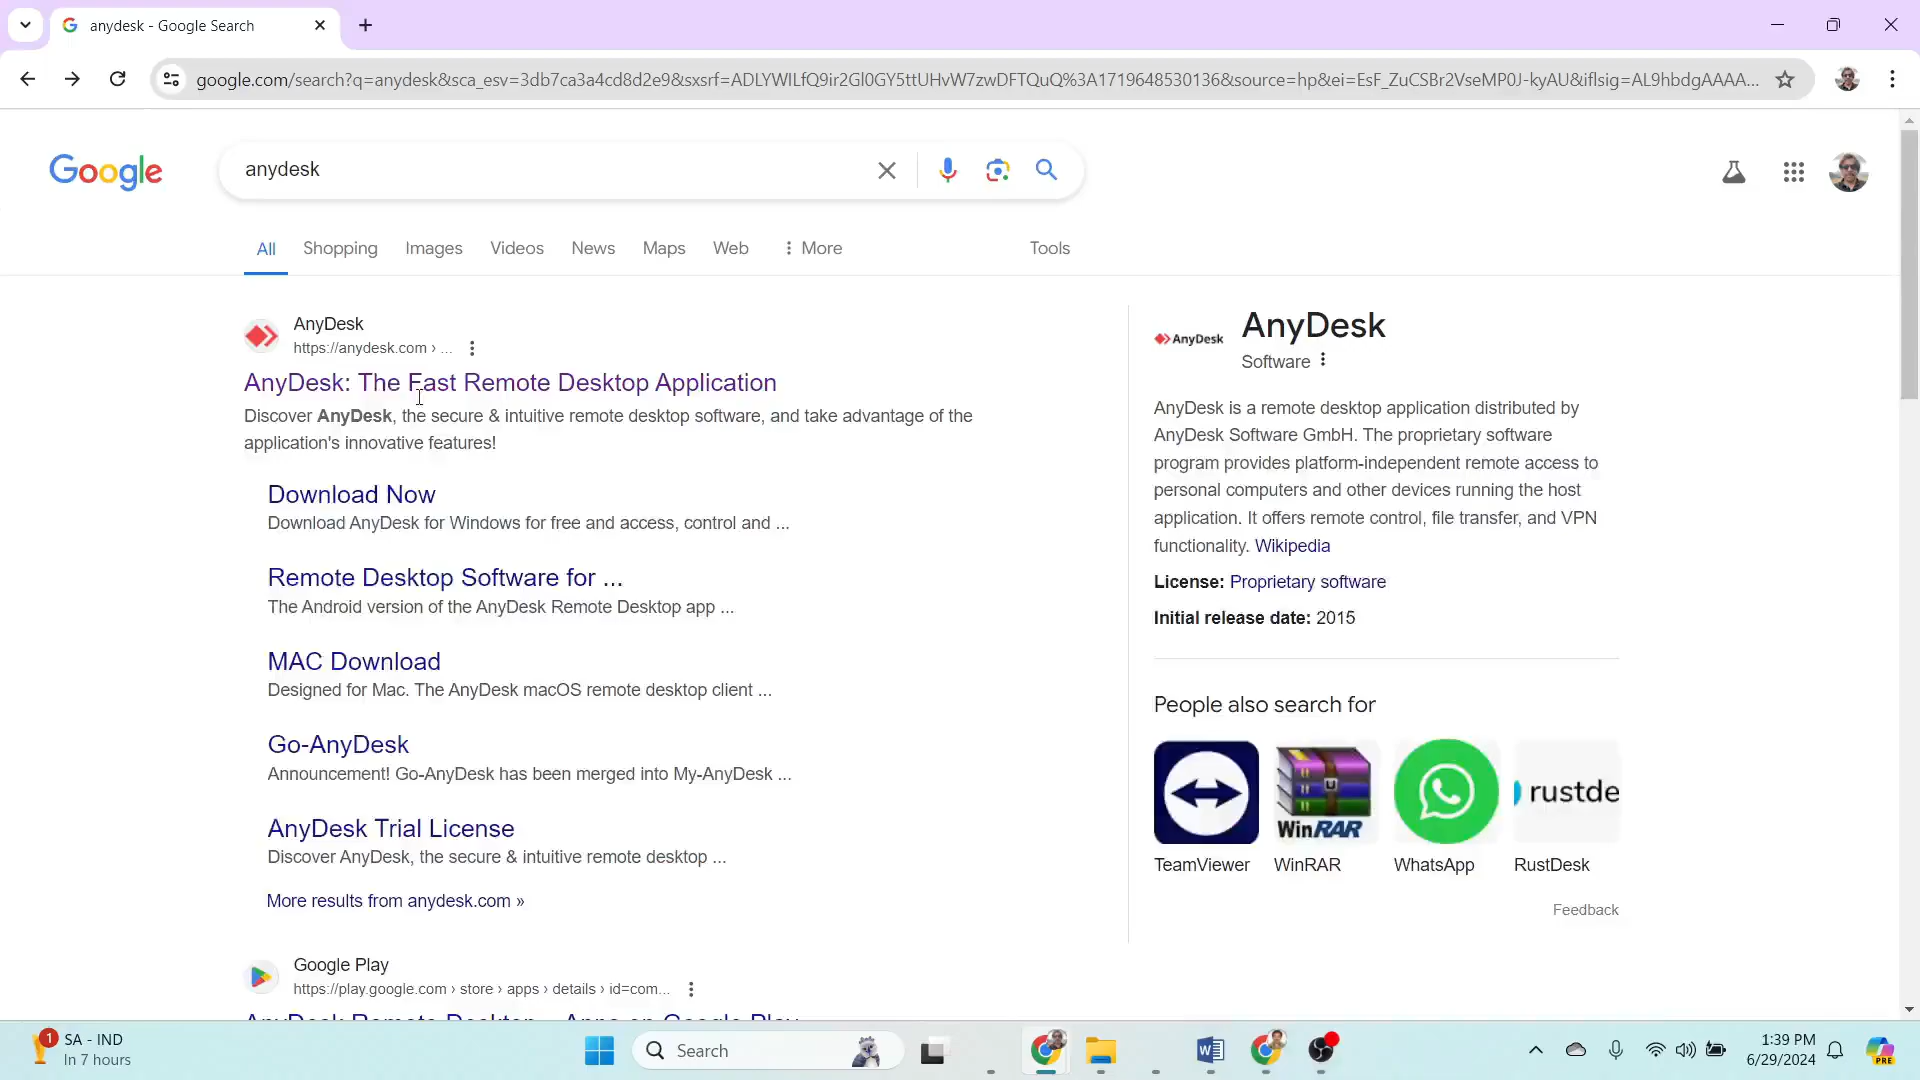 anydesk - Google Search
google.com/search?q=anydesk&sca_esv=3db7ca3a4cd8d2e9&sxsrf=ADLYWILfQ9ir2Gl0GY5ttUHvW7zwDFTQuQ%3A1719648530136&source=hp&ei=EsF_ZuCSBr2VseMP0J-kyAU&iflsig=AL9hbdgAAAA...
Google
anydesk
All Shopping Images Videos News Maps Web More Tools
AnyDesk
https://anydesk.com › ...
AnyDesk: The Fast Remote Desktop Application
Discover AnyDesk, the secure & intuitive remote desktop software, and take advantage of the
application's innovative features!
Download Now
Download AnyDesk for Windows for free and access, control and ...
Remote Desktop Software for ...
The Android version of the AnyDesk Remote Desktop app ...
MAC Download
Designed for Mac. The AnyDesk macOS remote desktop client ...
Go-AnyDesk
Announcement! Go-AnyDesk has been merged into My-AnyDesk ...
AnyDesk Trial License
Discover AnyDesk, the secure & intuitive remote desktop ...
More results from anydesk.com »
Google Play
https://play.google.com › store › apps › details › id=com...
AnyDesk Remote Desktop - Apps on Google Play
AnyDesk
AnyDesk
Software
AnyDesk is a remote desktop application distributed by
AnyDesk Software GmbH. The proprietary software
program provides platform-independent remote access to
personal computers and other devices running the host
application. It offers remote control, file transfer, and VPN
functionality. Wikipedia
License: Proprietary software
Initial release date: 2015
People also search for
WinRAR
rustde
TeamViewer WinRAR WhatsApp RustDesk
Feedback
1
SA - IND
In 7 hours
Search
W
1:39 PM
6/29/2024
PRE